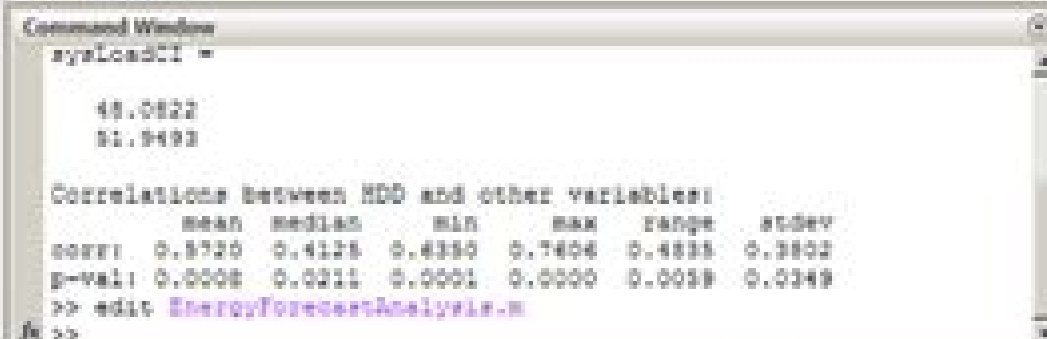 Command Window
sysLoadCI =
48.0822
51.9493
Correlations between HDD and other variables:
mean median min max range stdev
corr: 0.5720 0.4125 0.6350 0.7606 0.4835 0.3802
p-val: 0.0008 0.0211 0.0001 0.0000 0.0059 0.0349
>> edit EnergyForecastAnalysis.m
fx >>